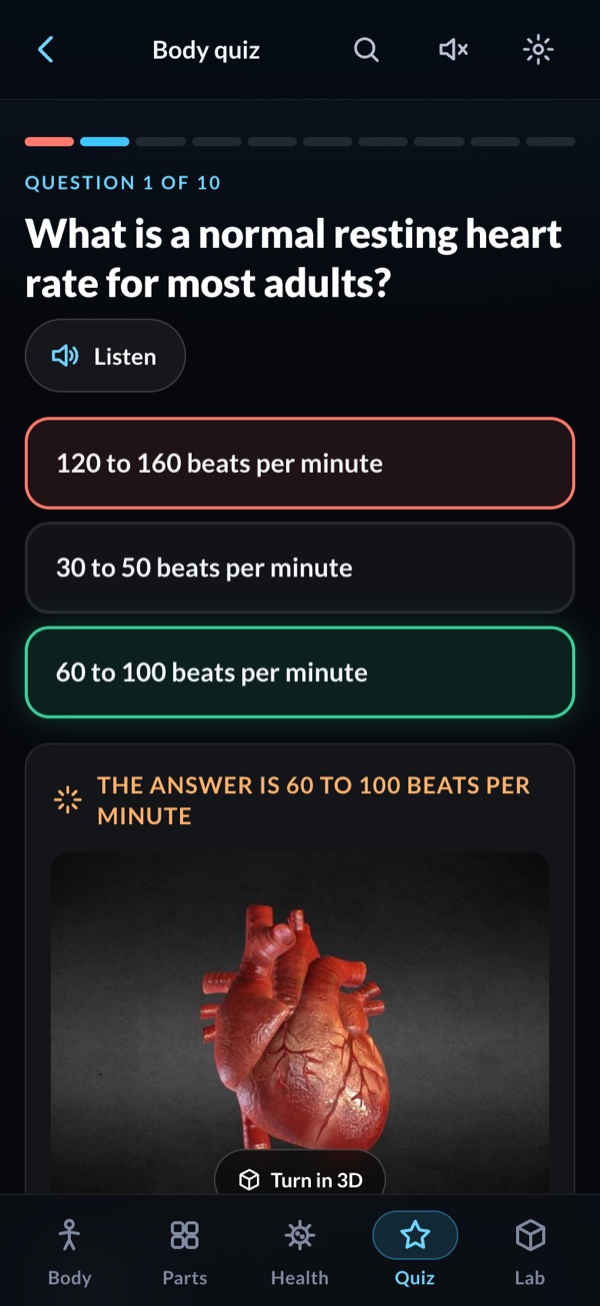 Body quiz
QUESTION 1 OF 10
What is a normal resting heart
rate for most adults?
Listen
120 to 160 beats per minute
30 to 50 beats per minute
60 to 100 beats per minute
THE ANSWER IS 60 TO 100 BEATS PER
MINUTE
Turn in 3D
Body
Parts
Health
Quiz
Lab